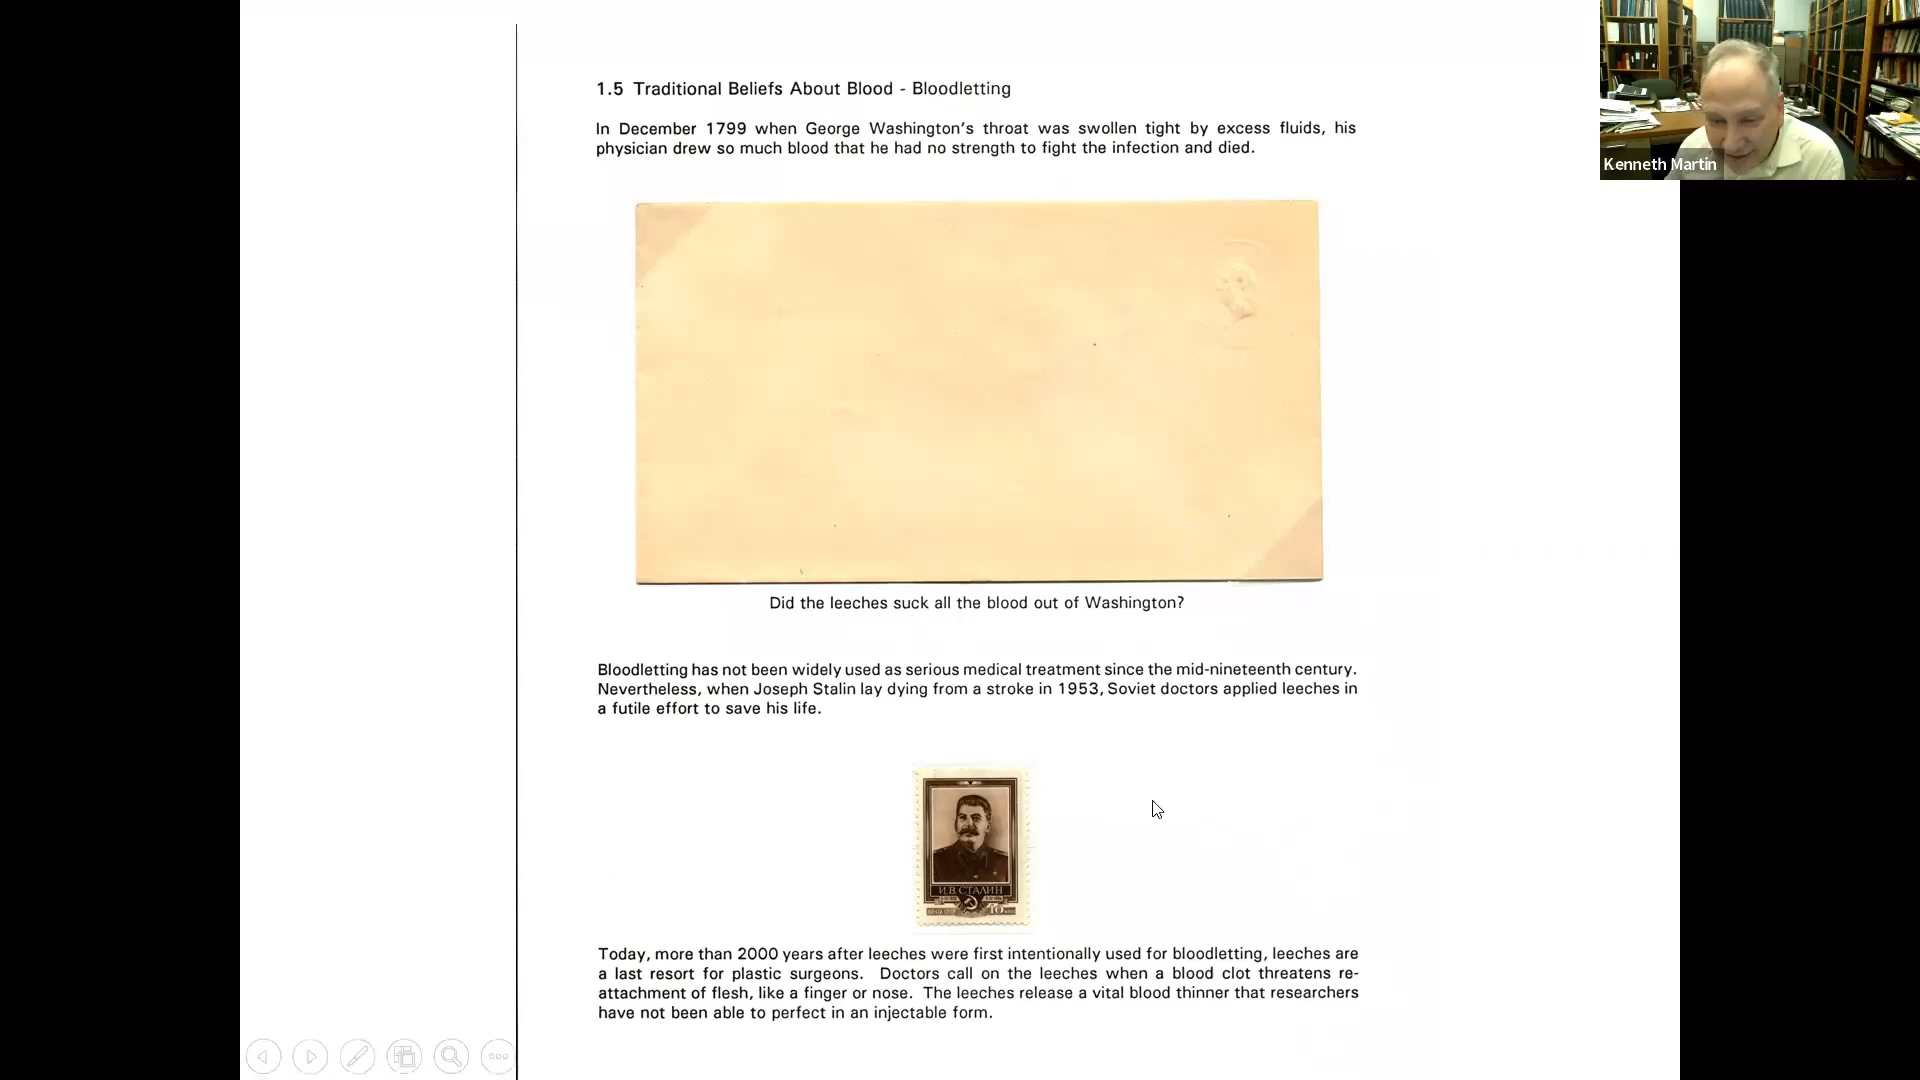 1.5 Traditional Beliefs About Blood - Bloodletting
In December 1799 when George Washington's throat was swollen tight by excess fluids, his
physician drew so much blood that he had no strength to fight the infection and died.
Kenneth Martin
Did the leeches suck all the blood out of Washington?
Bloodletting has not been widely used as serious medical treatment since the mid-nineteenth century.
Nevertheless, when Joseph Stalin lay dying from a stroke in 1953, Soviet doctors applied leeches in
a futile effort to save his life.
И.В.СТАЛИН
Today, more than 2000 years after leeches were first intentionally used for bloodletting, leeches are
a last resort for plastic surgeons. Doctors call on the leeches when a blood clot threatens re-
attachment of flesh, like a finger or nose. The leeches release a vital blood thinner that researchers
have not been able to perfect in an injectable form.